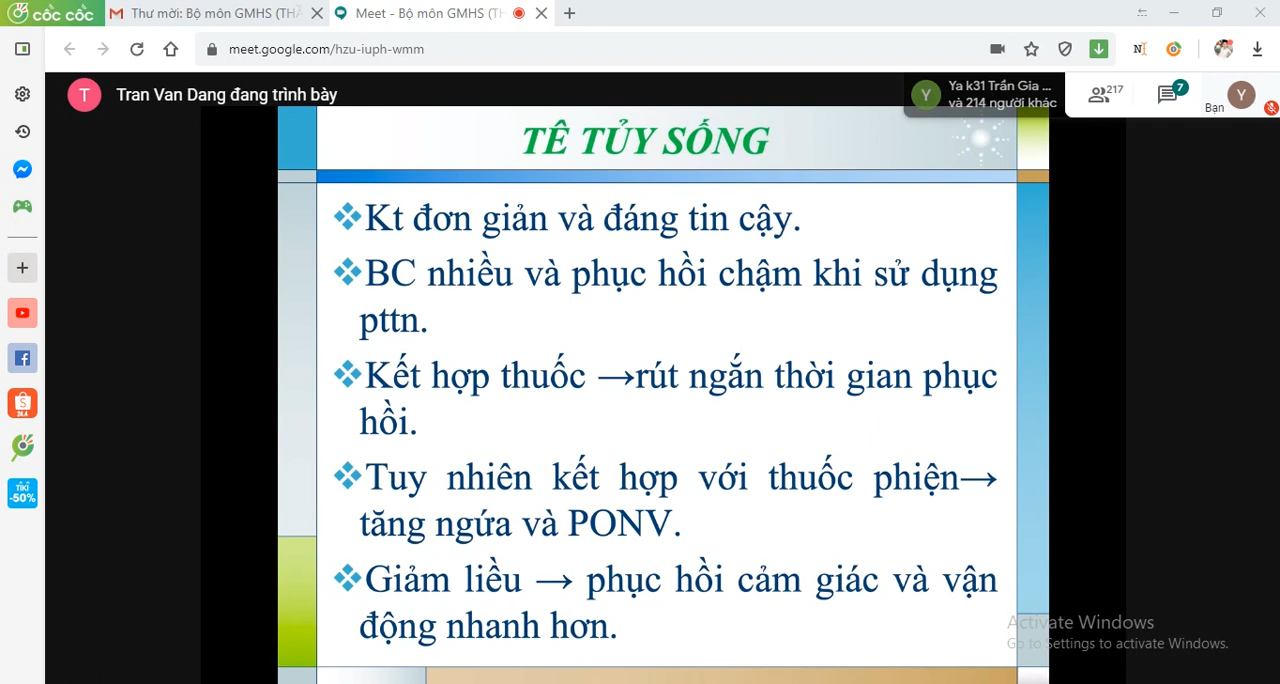 cốc cốc
Thư mời: Bộ môn GMHS (TH
Meet - Bộ môn GMHS (TH
meet.google.com/hzu-iuph-wmm
T
Tran Van Dang đang trình bày
Y
Ya k31 Trần Gia ...
và 214 người khác
217
7
Bạn
Y
TÊ TỦY SỐNG
Kt đơn giản và đáng tin cậy.
BC nhiều và phục hồi chậm khi sử dụng
pttn.
Kết hợp thuốc →rút ngắn thời gian phục
hồi.
Tuy nhiên kết hợp với thuốc phiện→
tăng ngứa và PONV.
Giảm liều → phục hồi cảm giác và vận
động nhanh hơn.
TIKI
-50%
Activate Windows
Go to Settings to activate Windows.